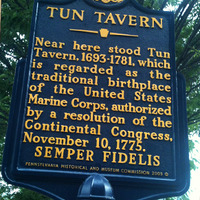 TUN TAVERN
Near here stood Tun
Tavern, 1693-1781, which
is regarded as the
traditional birthplace
of the United States
Marine Corps, authorized
by a resolution of the
Continental Congress,
November 10, 1775.
SEMPER FIDELIS
PENNSYLVANIA HISTORICAL AND MUSEUM COMMISSION 2005